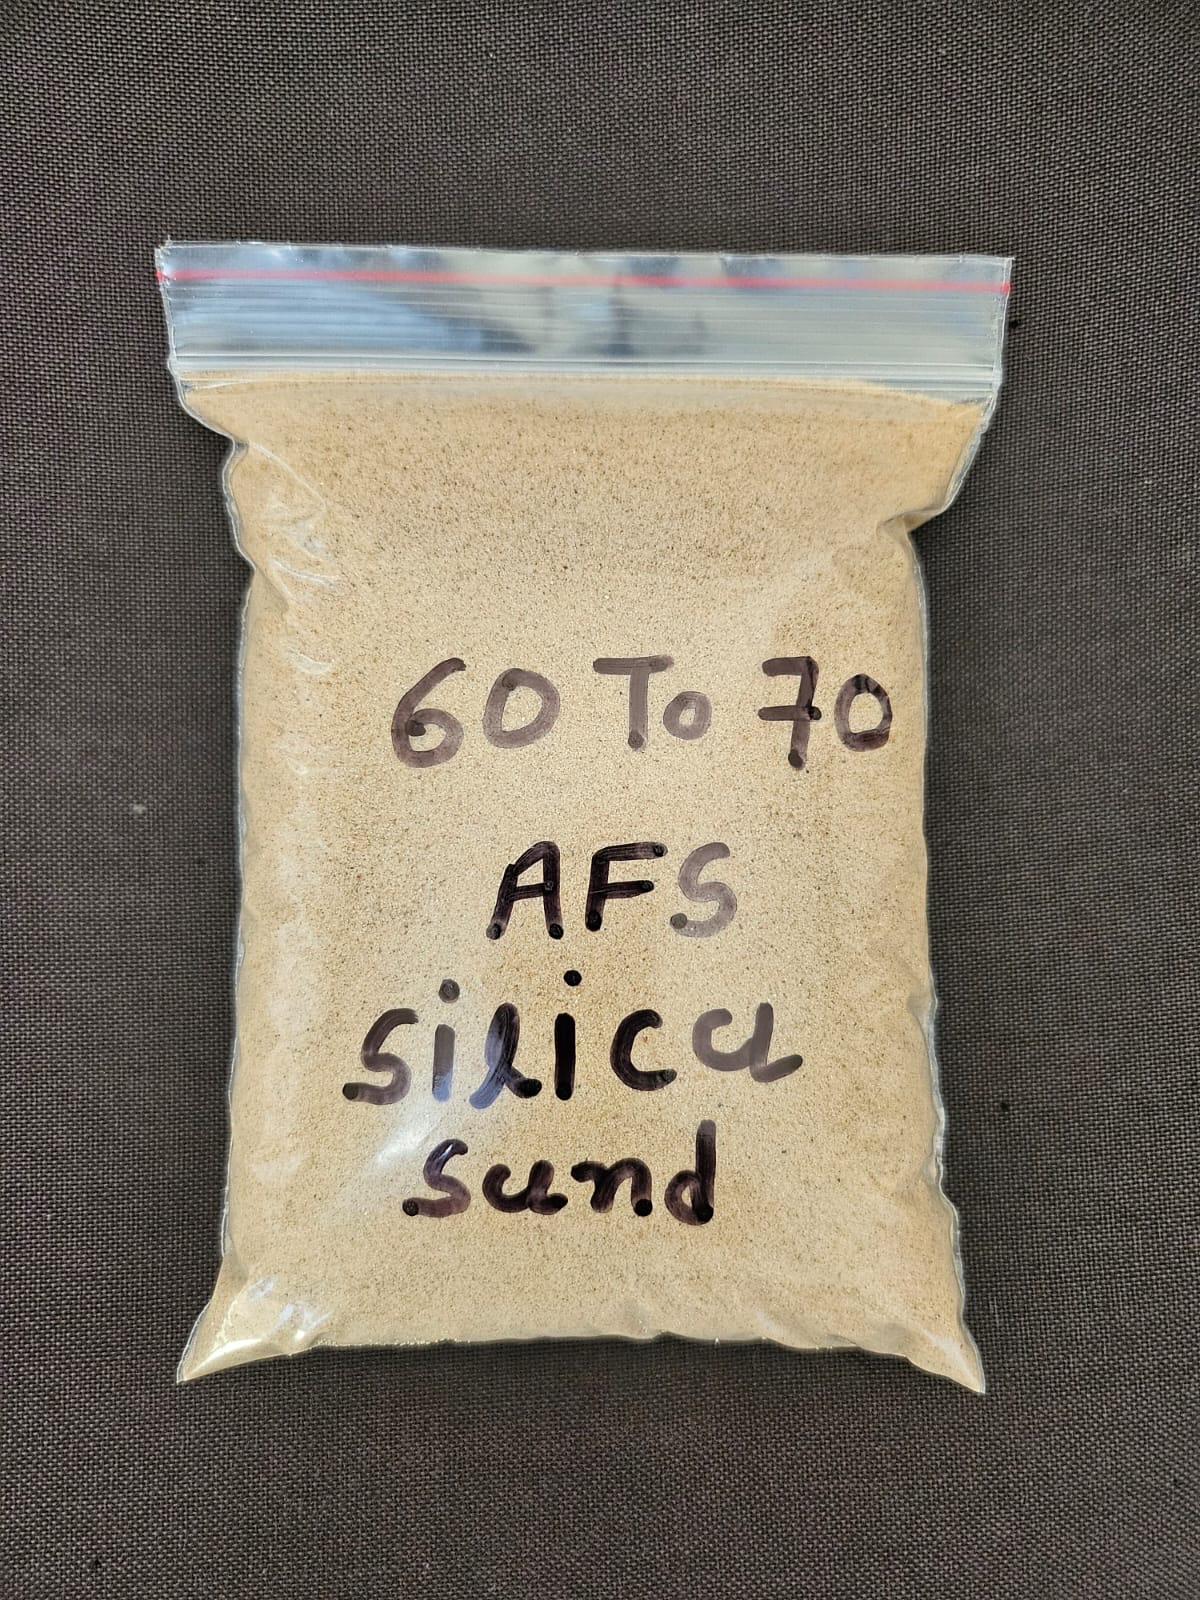 60 To 70
AFS
silica
sand